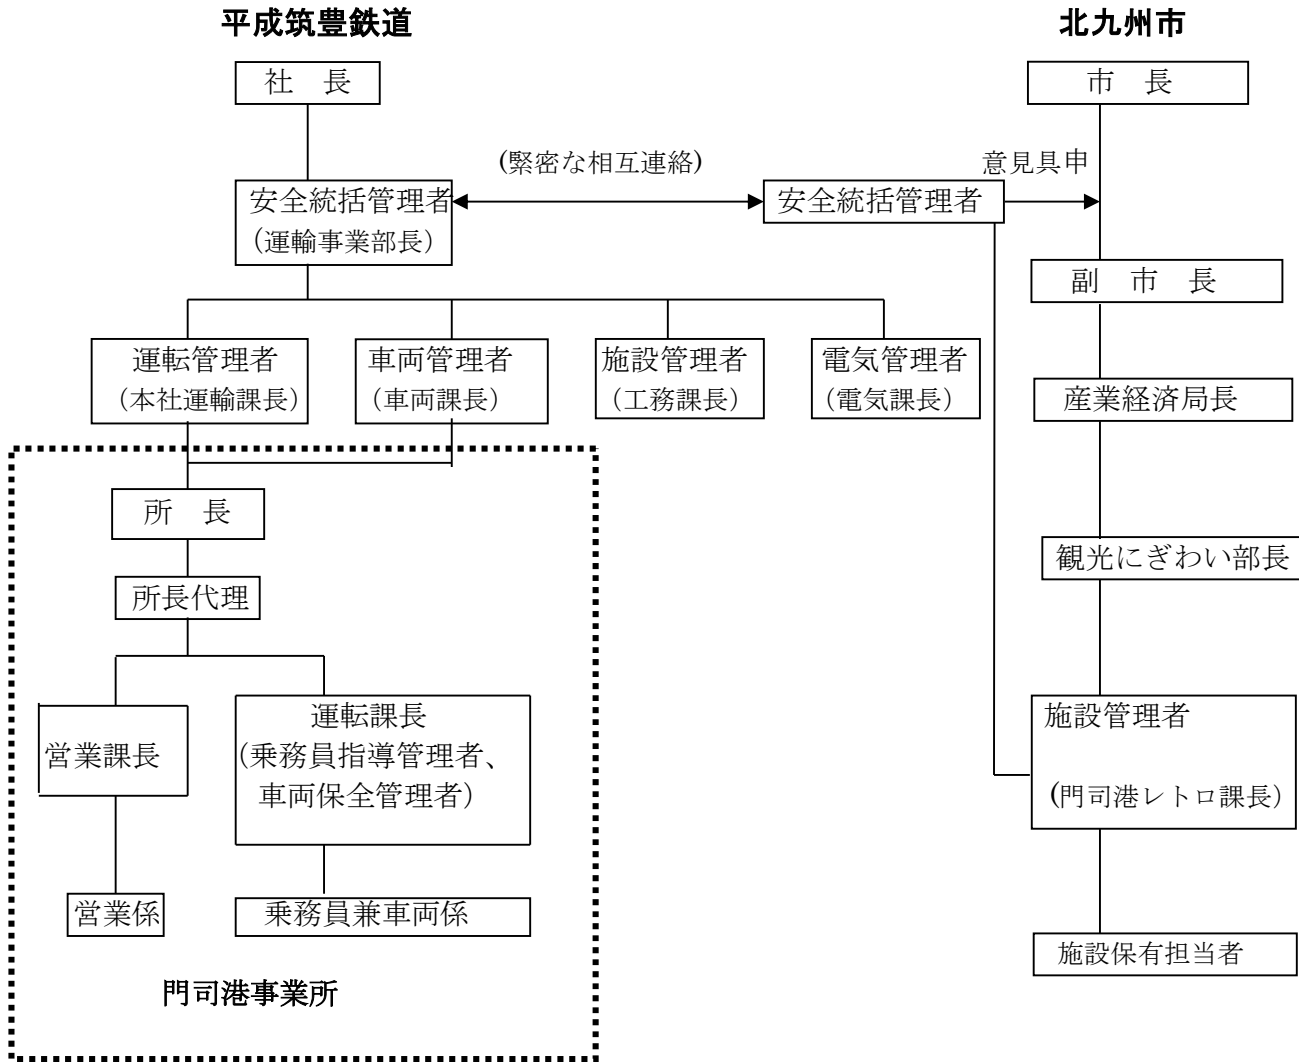 平成筑豊鉄道
北九州市
社　長
市　長
(緊密な相互連絡)
意見具申
安全統括管理者
（運輸事業部長）
安全統括管理者
副　市　長
運転管理者
（本社運輸課長）
車両管理者
（車両課長）
施設管理者
（工務課長）
電気管理者
（電気課長）
産業経済局長
所　長
観光にぎわい部長
所長代理
営業課長
運転課長
(乗務員指導管理者、
車両保全管理者）
施設管理者
(門司港レトロ課長）
営業係
乗務員兼車両係
施設保有担当者
門司港事業所